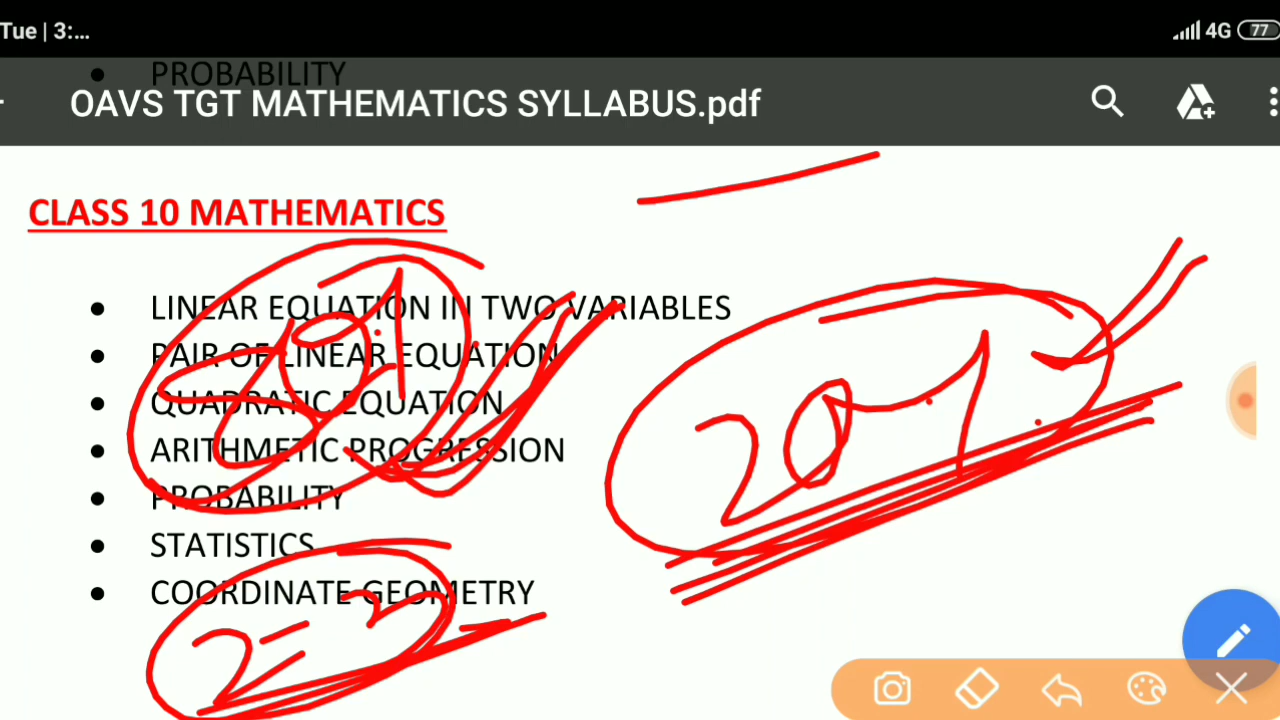 Tue | 3:...
4G 77
• PROBABILITY
OAVS TGT MATHEMATICS SYLLABUS.pdf
CLASS 10 MATHEMATICS
• LINEAR EQUATION IN TWO VARIABLES
• PAIR OF LINEAR EQUATION
• QUADRATIC EQUATION
• ARITHMETIC PROGRESSION
• PROBABILITY
• STATISTICS
• COORDINATE GEOMETRY